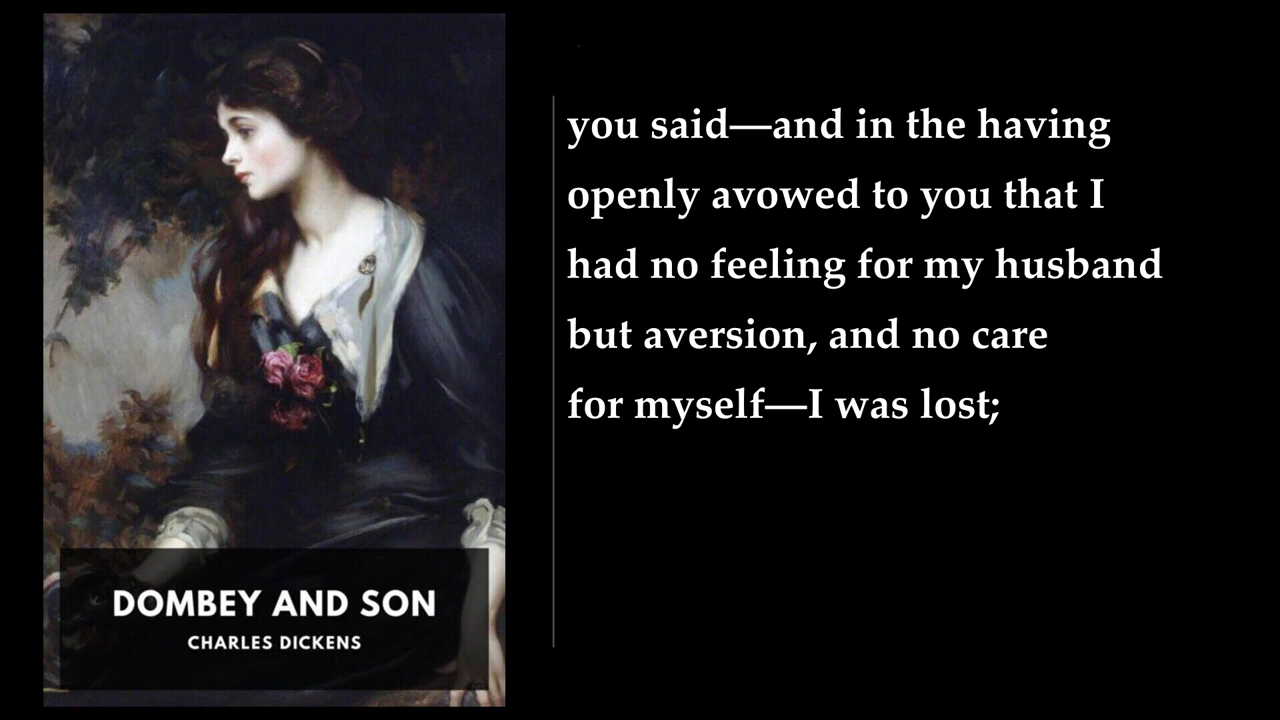 you said—and in the having
openly avowed to you that I
had no feeling for my husband
but aversion, and no care
for myself—I was lost;
DOMBEY AND SON
CHARLES DICKENS